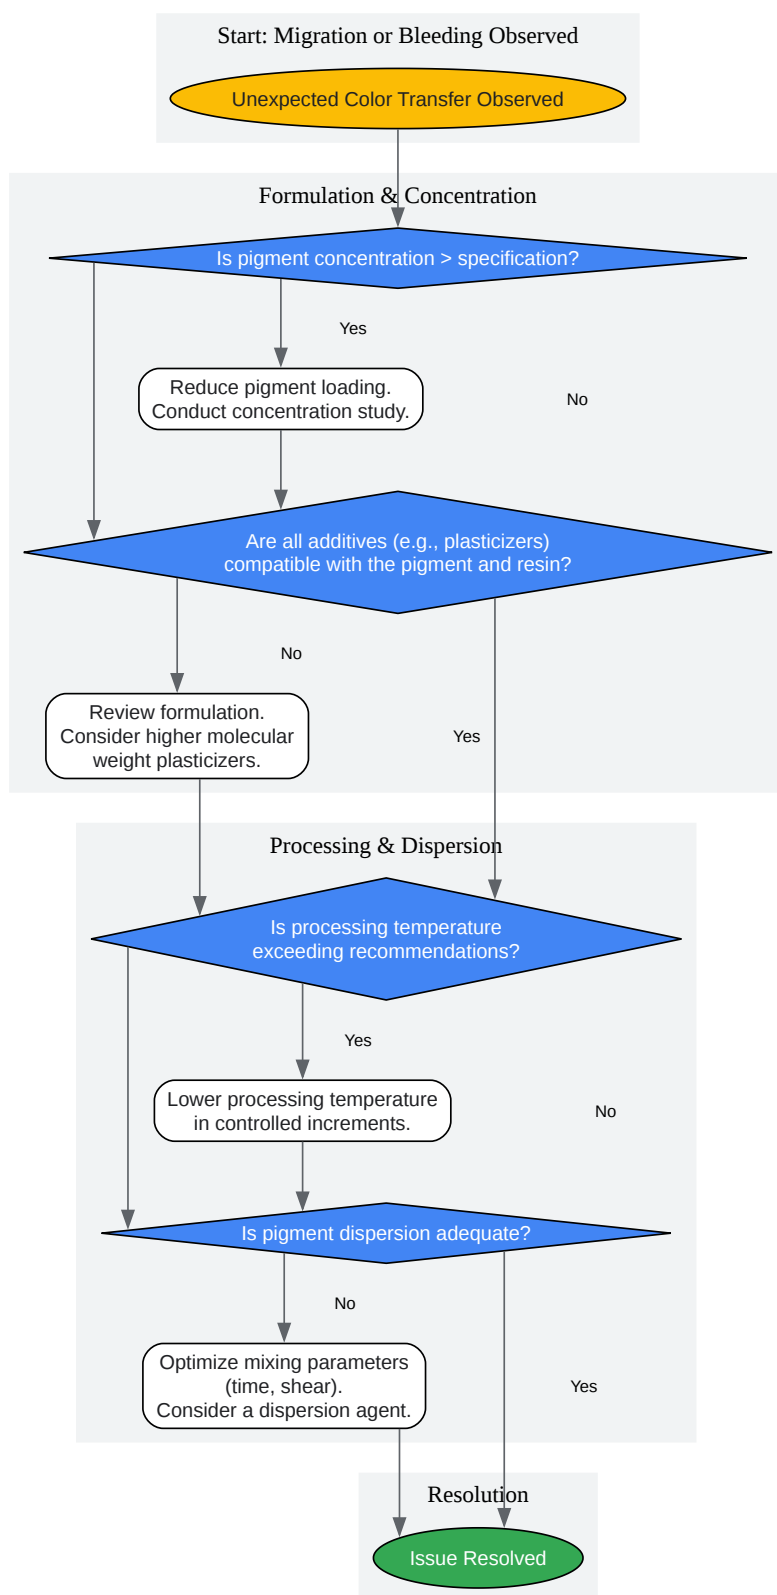 Start: Migration or Bleeding Observed
Unexpected Color Transfer Observed
Formulation & Concentration
Is pigment concentration > specification?
Yes
Reduce pigment loading.
Conduct concentration study.
No
Are all additives (e.g., plasticizers)
compatible with the pigment and resin?
No
Review formulation.
Consider higher molecular
weight plasticizers.
Yes
Processing & Dispersion
Is processing temperature
exceeding recommendations?
Yes
Lower processing temperature
in controlled increments.
No
Is pigment dispersion adequate?
No
Optimize mixing parameters
(time, shear).
Consider a dispersion agent.
Yes
Resolution
Issue Resolved